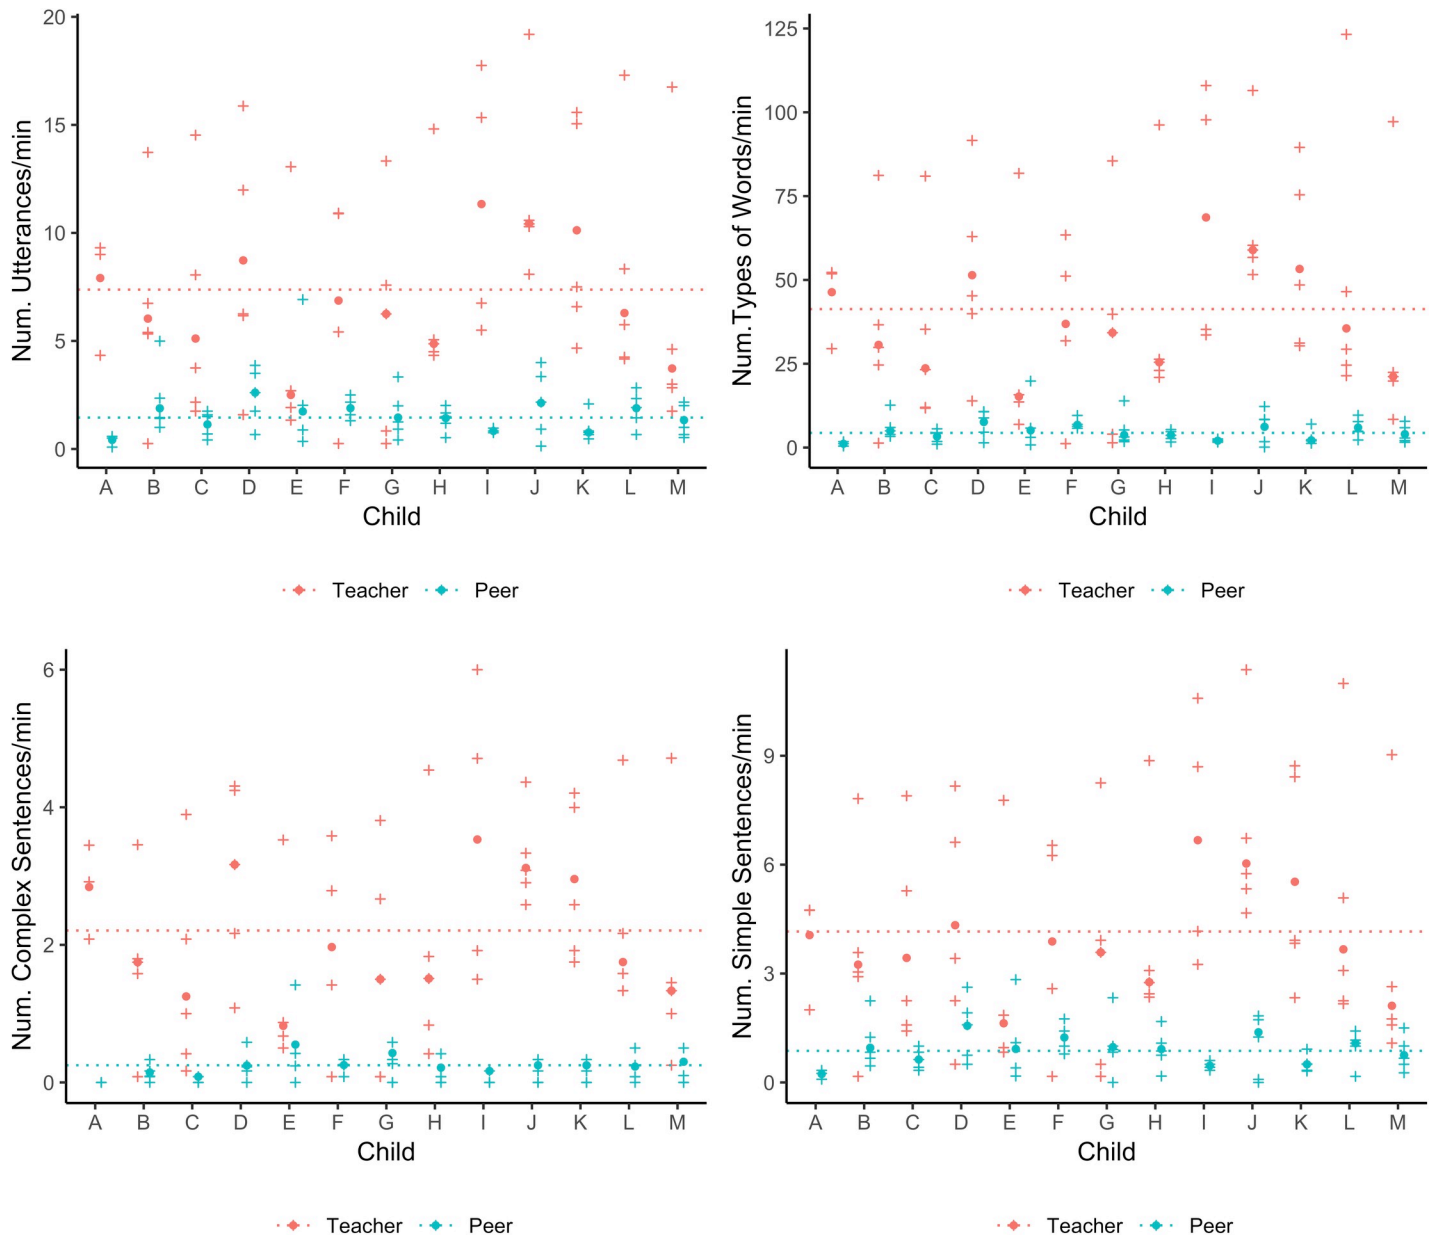 Num. Utterances/min
20
15
10
5
0
A B C D E F G H I J K L M
Child
Teacher Peer
Num.Types of Words/min
125
100
75
50
25
0
A B C D E F G H I J K L M
Child
Teacher Peer
Num. Complex Sentences/min
6
4
2
0
A B C D E F G H I J K L M
Child
Teacher Peer
Num. Simple Sentences/min
9
6
3
0
A B C D E F G H I J K L M
Child
Teacher Peer